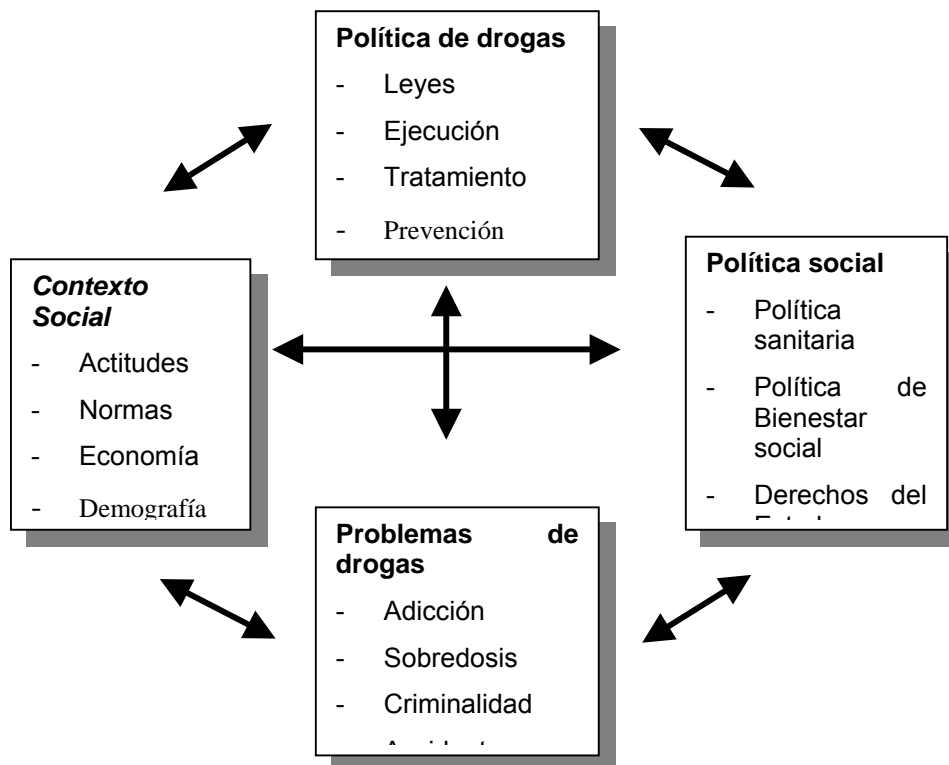 Política de drogas
- Leyes
- Ejecución
- Tratamiento
- Prevención
Contexto
Social
- Actitudes
- Normas
- Economía
- Demografía
Política social
- Política
sanitaria
- Política de
Bienestar
social
- Derechos del
Problemas de
drogas
- Adicción
- Sobredosis
- Criminalidad